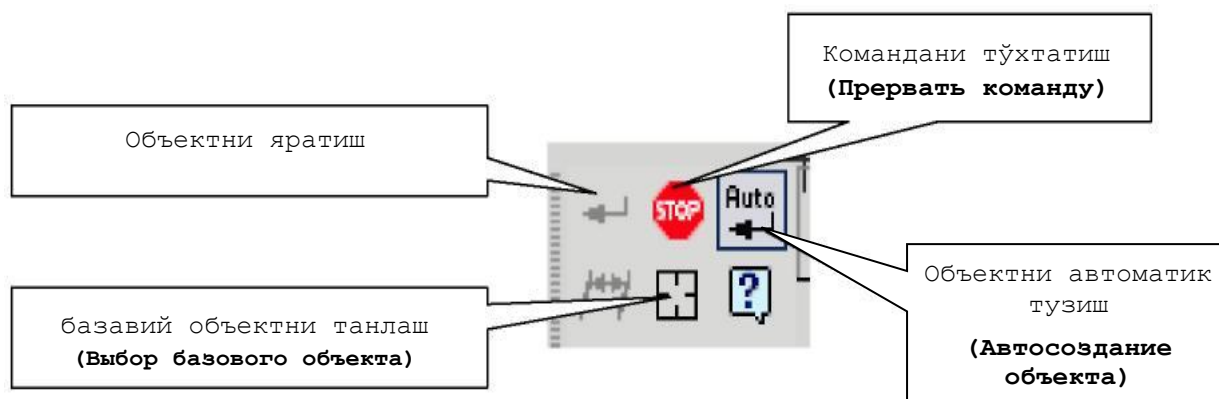 Командани тўхтатиш
(Прервать команду)
Объектни яратиш
STOP
Auto
?
базавий объектни танлаш
(Выбор базового объекта)
Объектни автоматик
тузиш
(Автосоздание
объекта)